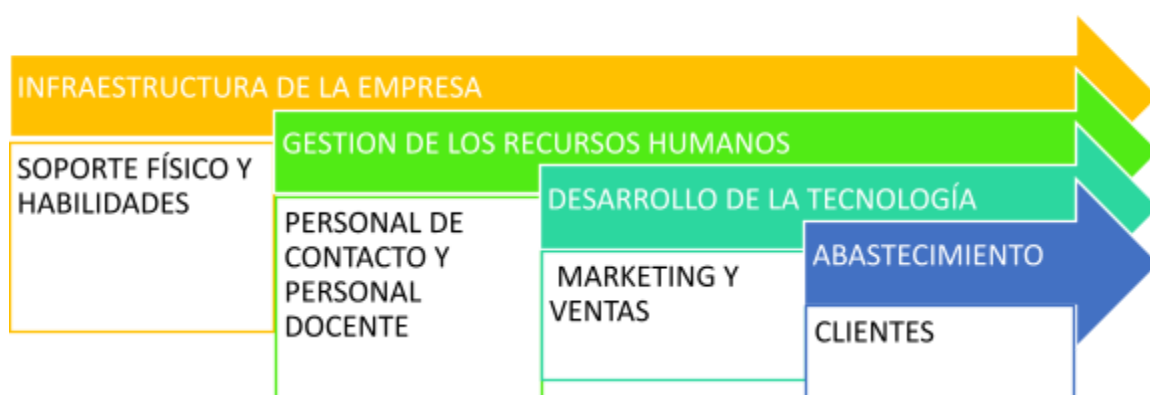 INFRAESTRUCTURA DE LA EMPRESA
SOPORTE FÍSICO Y
HABILIDADES
GESTION DE LOS RECURSOS HUMANOS
PERSONAL DE
CONTACTO Y
PERSONAL
DOCENTE
DESARROLLO DE LA TECNOLOGÍA
MARKETING Y
VENTAS
ABASTECIMIENTO
CLIENTES